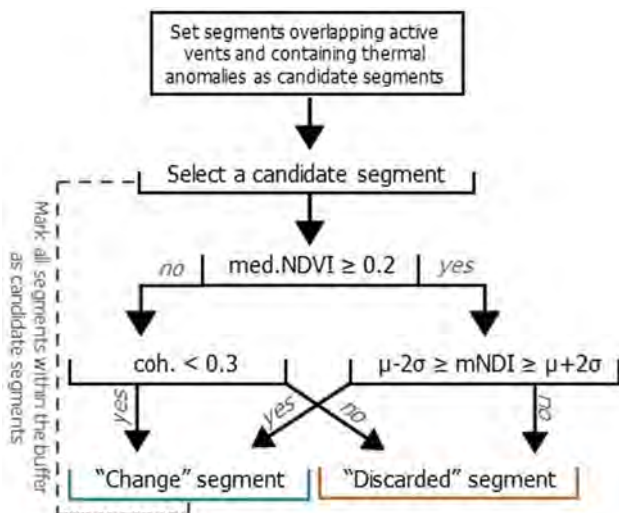 Set segments overlapping active
vents and containing thermal
anomalies as candidate segments
Select a candidate segment
Mark all segments within the buffer
as candidate segments
no
med.NDVI ≥ 0.2
yes
coh. < 0.3
μ-2σ ≥ mNDI ≥ μ+2σ
yes
yes
no
no
"Change" segment
"Discarded" segment